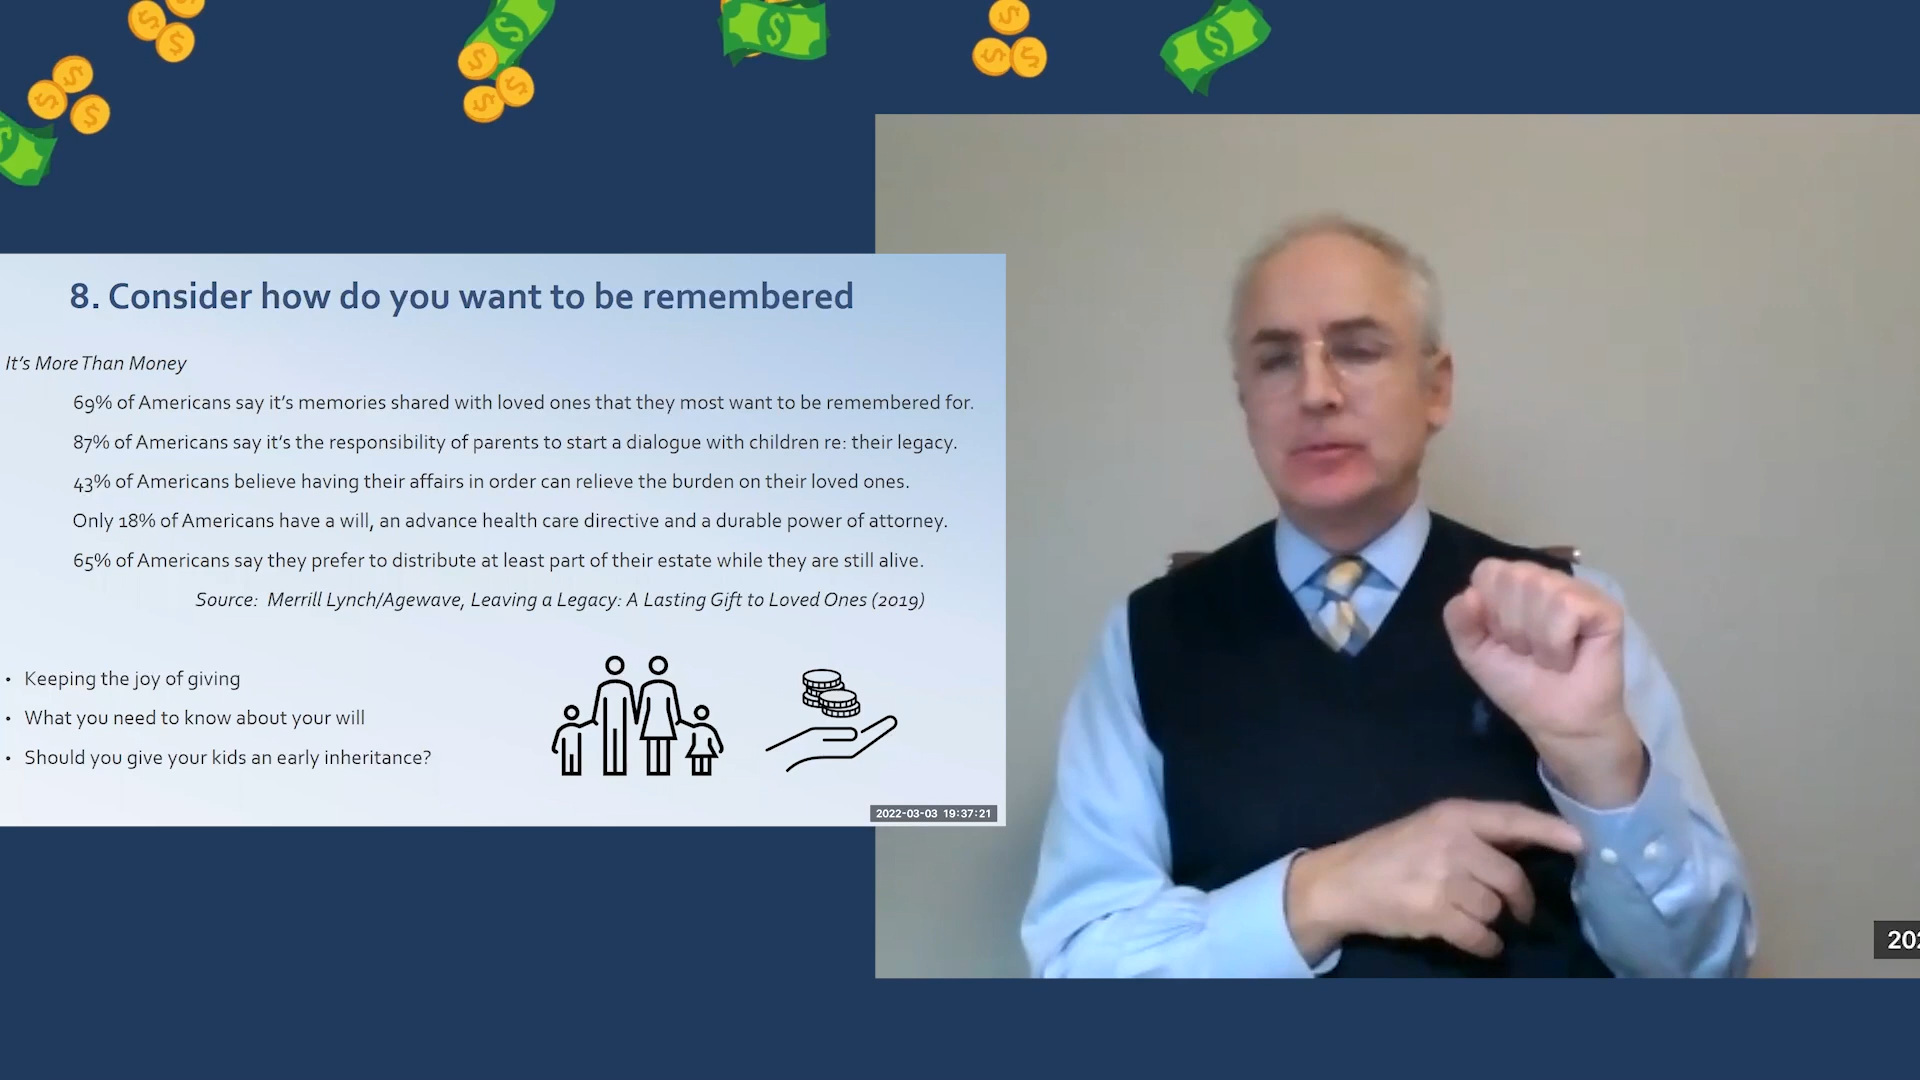 8. Consider how do you want to be remembered
It's More Than Money
69% of Americans say it's memories shared with loved ones that they most want to be remembered for.
87% of Americans say it's the responsibility of parents to start a dialogue with children re: their legacy.
43% of Americans believe having their affairs in order can relieve the burden on their loved ones.
Only 18% of Americans have a will, an advance health care directive and a durable power of attorney.
65% of Americans say they prefer to distribute at least part of their estate while they are still alive.
Source: Merrill Lynch/Agewave, Leaving a Legacy: A Lasting Gift to Loved Ones (2019)
• Keeping the joy of giving
• What you need to know about your will
• Should you give your kids an early inheritance?
2022-03-03 19:37:21